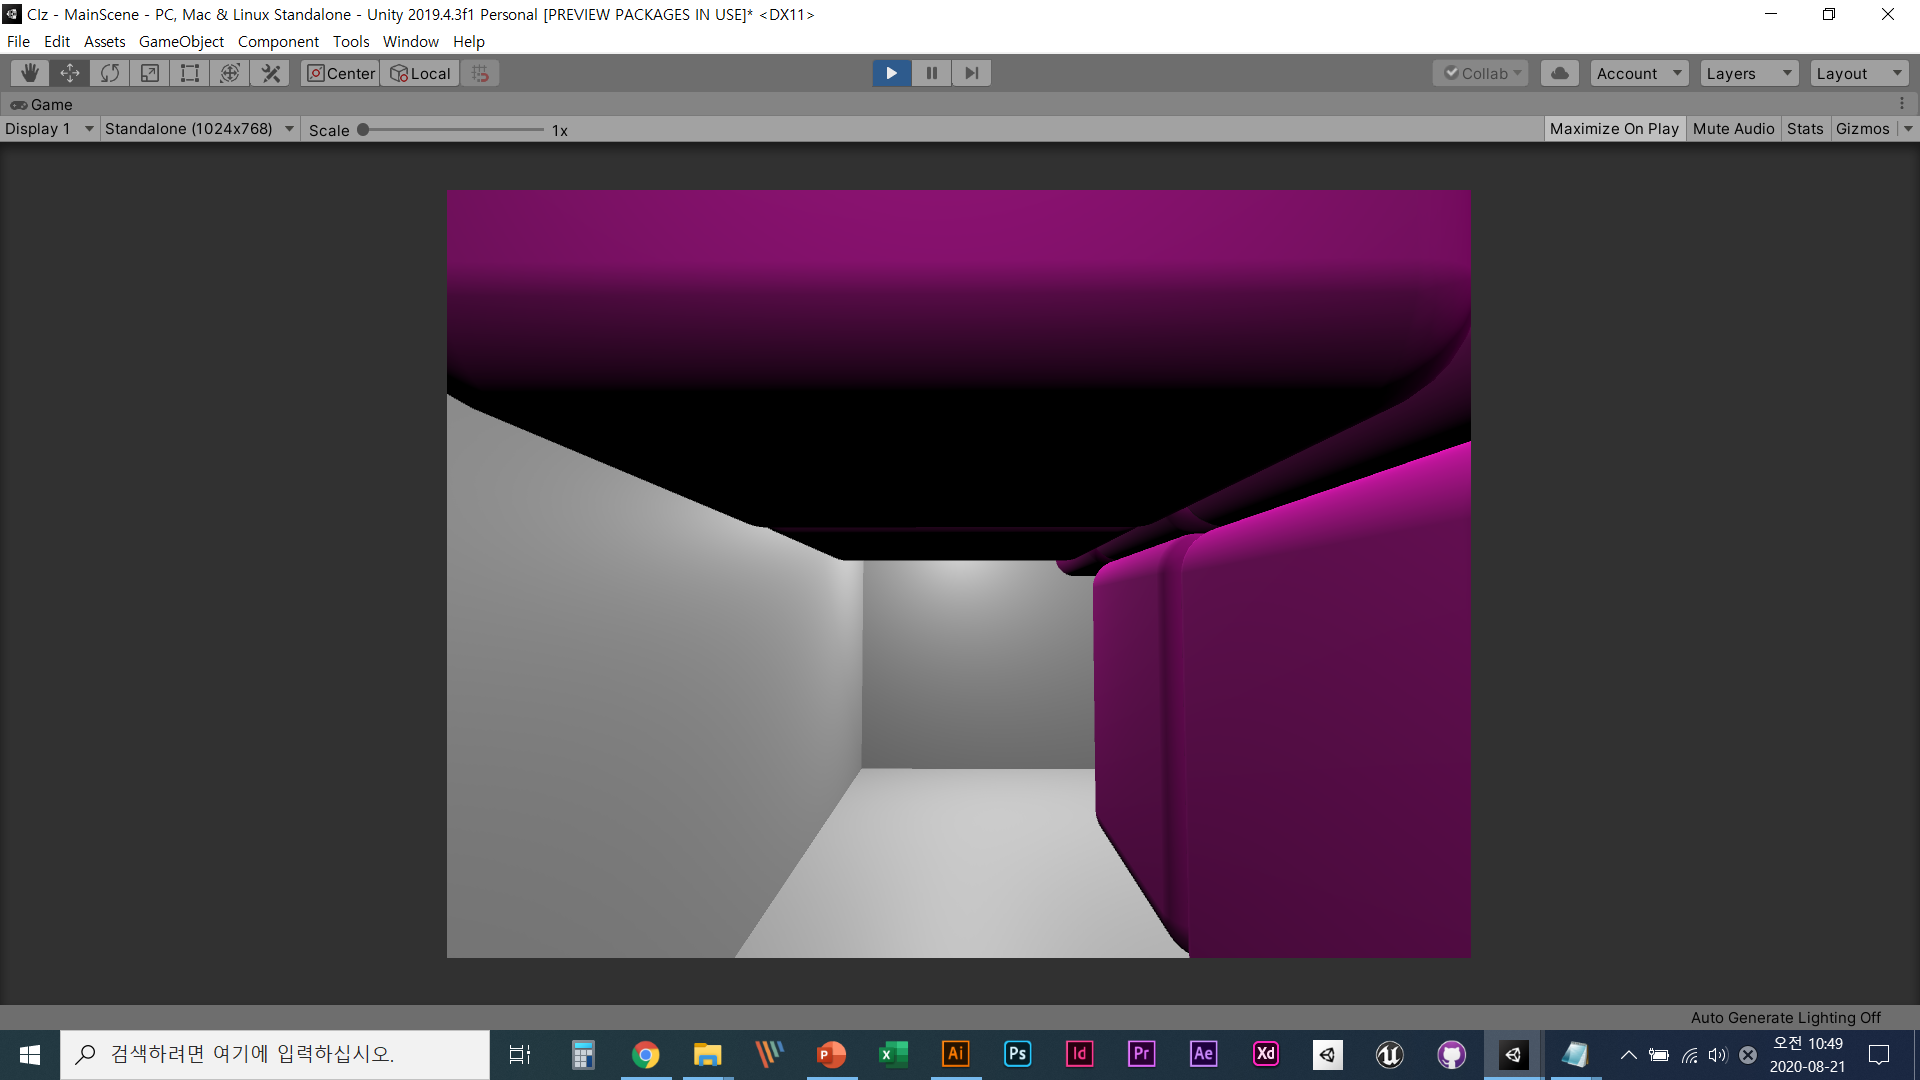 Clz - MainScene - PC, Mac & Linux Standalone - Unity 2019.4.3f1 Personal [PREVIEW PACKAGES IN USE]* <DX11>
File Edit Assets GameObject Component Tools Window Help
Center Local Collab Account Layers Layout
Game
Display 1 Standalone (1024x768) Scale 1x Maximize On Play Mute Audio Stats Gizmos
Auto Generate Lighting Off
검색하려면 여기에 입력하십시오.
Ai Ps Id Pr Ae Xd
오전 10:49
2020-08-21